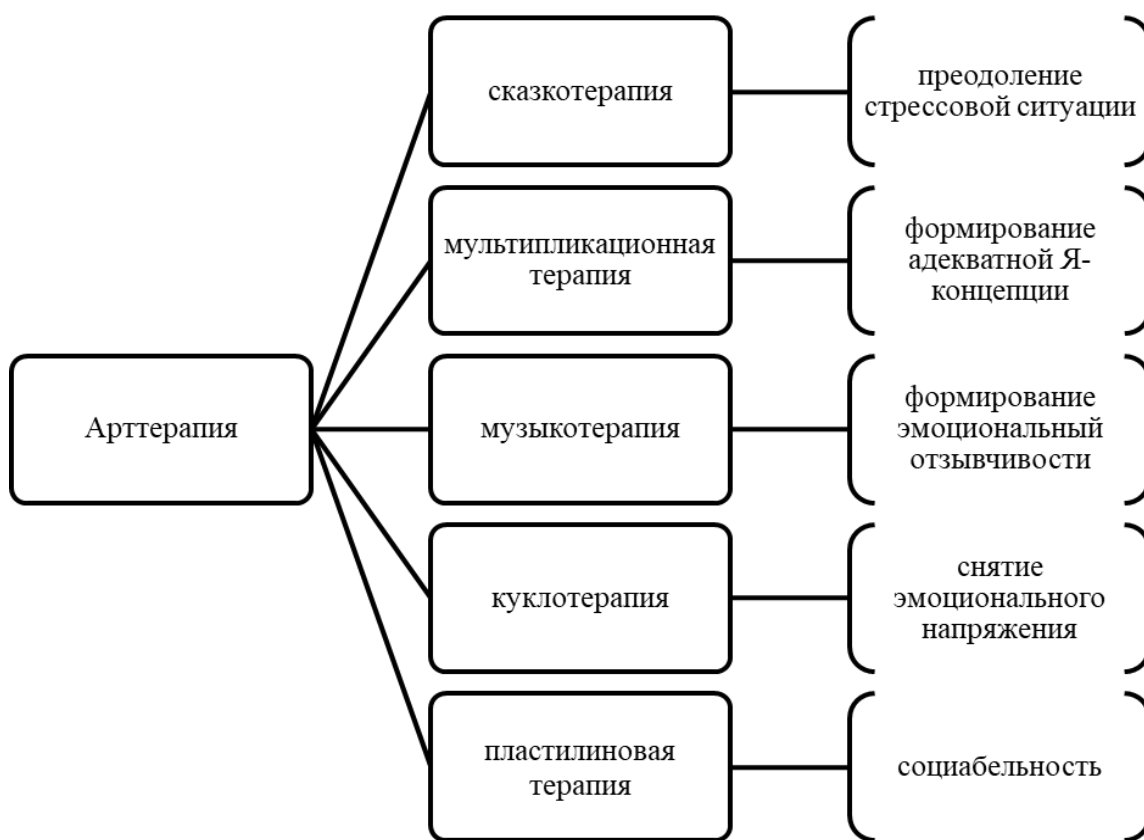 сказкотерапия
преодоление
стрессовой ситуации
мультипликационная
терапия
формирование
адекватной Я-
концепции
Арттерапия
музыкотерапия
формирование
эмоциональный
отзывчивости
куклотерапия
снятие
эмоционального
напряжения
пластилиновая
терапия
социабельность